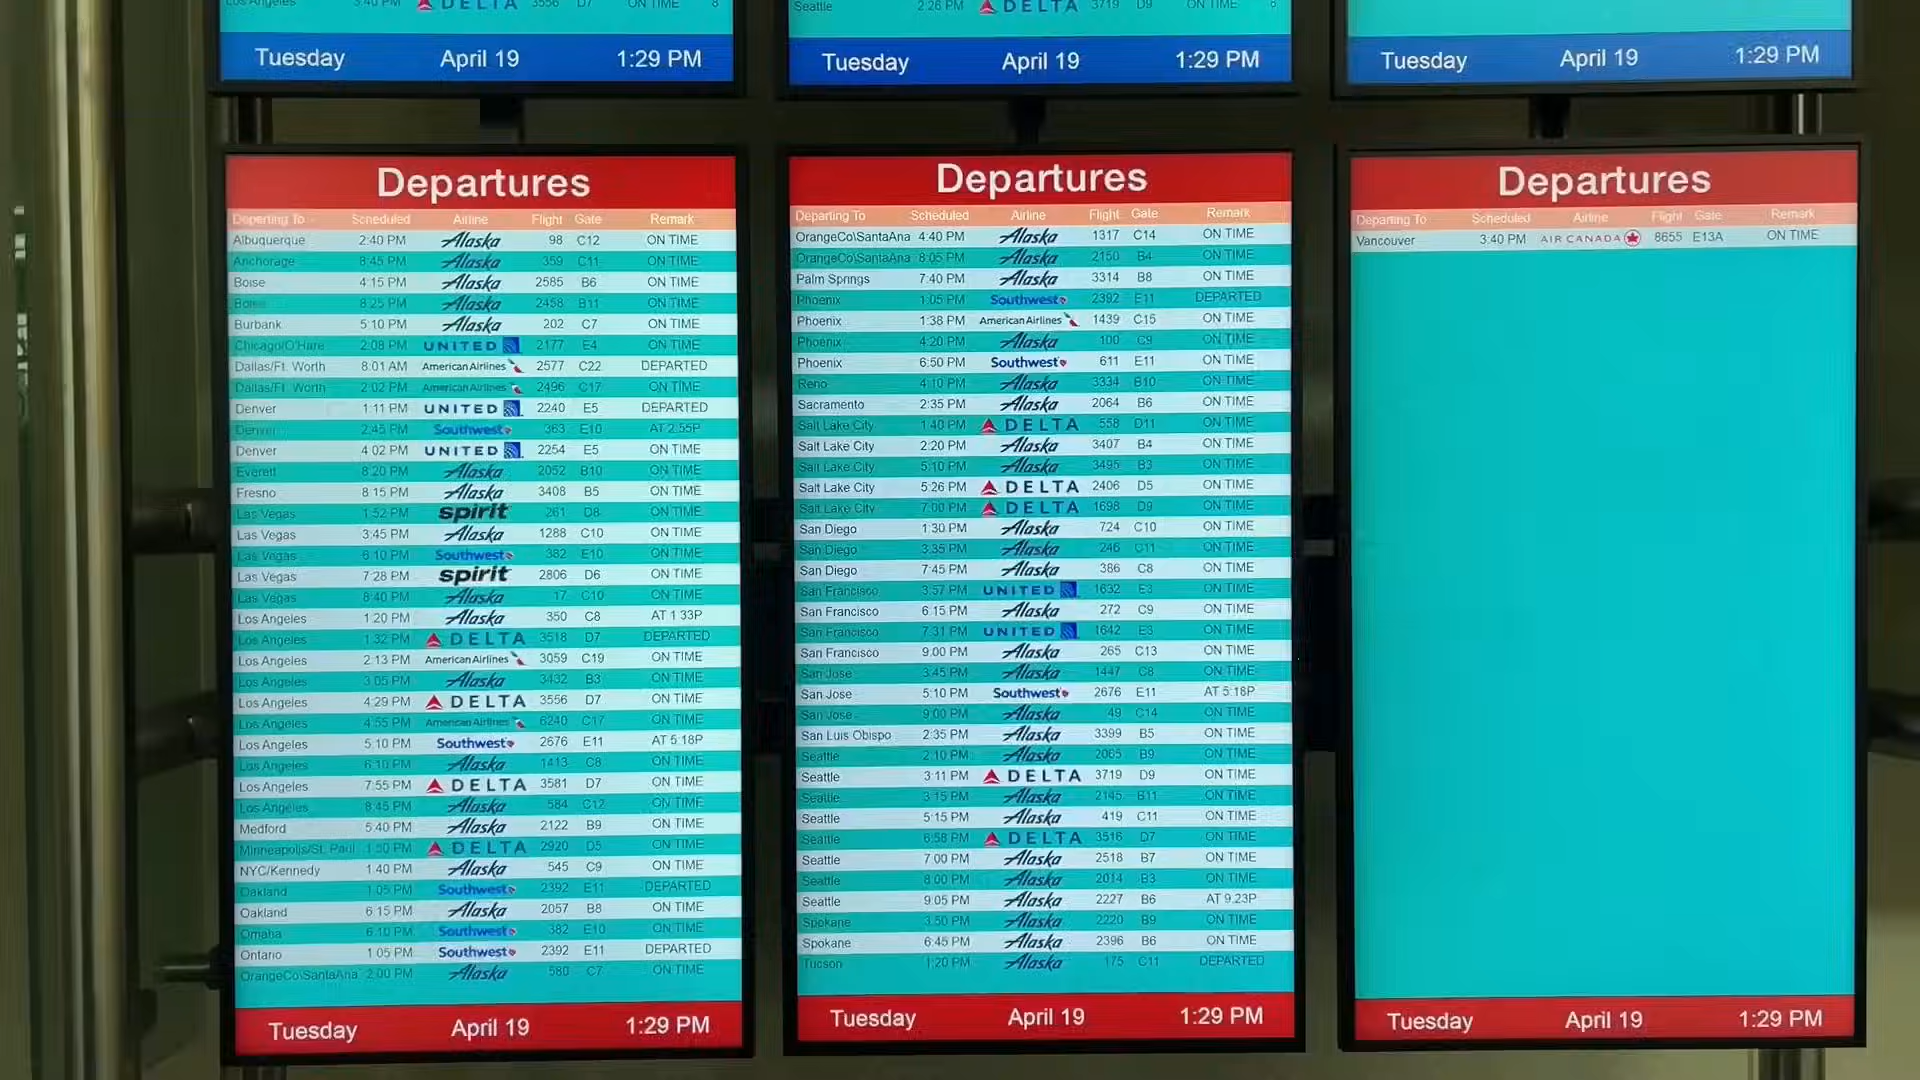 Los Angeles 3:40 PM DELTA 3556 D7 ON TIME 8
Tuesday April 19 1:29 PM
Seattle 2:26 PM DELTA 3719 D9 ON TIME 8
Tuesday April 19 1:29 PM
Tuesday April 19 1:29 PM
Departures
Departing To Scheduled Airline Flight Gate Remark
Albuquerque 2:40 PM Alaska 98 C12 ON TIME
Anchorage 8:45 PM Alaska 359 C11 ON TIME
Boise 4:15 PM Alaska 2585 B6 ON TIME
Boise 8:25 PM Alaska 2458 B11 ON TIME
Burbank 5:10 PM Alaska 202 C7 ON TIME
Chicago/O'Hare 2:08 PM UNITED 2177 E4 ON TIME
Dallas/Ft. Worth 8:01 AM American Airlines 2577 C22 DEPARTED
Dallas/Ft. Worth 2:02 PM American Airlines 2496 C17 ON TIME
Denver 1:11 PM UNITED 2240 E5 DEPARTED
Denver 2:45 PM Southwest 363 E10 AT 2:55P
Denver 4:02 PM UNITED 2254 E5 ON TIME
Everett 8:20 PM Alaska 2052 B10 ON TIME
Fresno 8:15 PM Alaska 3408 B5 ON TIME
Las Vegas 1:52 PM spirit 261 D8 ON TIME
Las Vegas 3:45 PM Alaska 1288 C10 ON TIME
Las Vegas 6:10 PM Southwest 382 E10 ON TIME
Las Vegas 7:28 PM spirit 2806 D6 ON TIME
Las Vegas 8:40 PM Alaska 17 C10 ON TIME
Los Angeles 1:20 PM Alaska 350 C8 AT 1:33P
Los Angeles 1:32 PM DELTA 3518 D7 DEPARTED
Los Angeles 2:13 PM American Airlines 3059 C19 ON TIME
Los Angeles 3:05 PM Alaska 3432 B3 ON TIME
Los Angeles 4:29 PM DELTA 3556 D7 ON TIME
Los Angeles 4:55 PM American Airlines 6240 C17 ON TIME
Los Angeles 5:10 PM Southwest 2676 E11 AT 5:18P
Los Angeles 6:10 PM Alaska 1413 C8 ON TIME
Los Angeles 7:55 PM DELTA 3581 D7 ON TIME
Los Angeles 8:45 PM Alaska 584 C12 ON TIME
Medford 5:40 PM Alaska 2122 B9 ON TIME
Minneapolis/St. Paul 1:50 PM DELTA 2920 D5 ON TIME
NYC/Kennedy 1:40 PM Alaska 545 C9 ON TIME
Oakland 1:05 PM Southwest 2392 E11 DEPARTED
Oakland 6:15 PM Alaska 2057 B8 ON TIME
Omaha 6:10 PM Southwest 382 E10 ON TIME
Ontario 1:05 PM Southwest 2392 E11 DEPARTED
OrangeCo\SantaAna 2:00 PM Alaska 580 C7 ON TIME
Tuesday April 19 1:29 PM
Departures
Departing To Scheduled Airline Flight Gate Remark
OrangeCo\SantaAna 4:40 PM Alaska 1317 C14 ON TIME
OrangeCo\SantaAna 8:05 PM Alaska 2150 B4 ON TIME
Palm Springs 7:40 PM Alaska 3314 B8 ON TIME
Phoenix 1:05 PM Southwest 2392 E11 DEPARTED
Phoenix 1:38 PM American Airlines 1439 C15 ON TIME
Phoenix 4:20 PM Alaska 100 C9 ON TIME
Phoenix 6:50 PM Southwest 611 E11 ON TIME
Reno 4:10 PM Alaska 3334 B10 ON TIME
Sacramento 2:35 PM Alaska 2064 B6 ON TIME
Salt Lake City 1:40 PM DELTA 558 D11 ON TIME
Salt Lake City 2:20 PM Alaska 3407 B4 ON TIME
Salt Lake City 5:10 PM Alaska 3495 B3 ON TIME
Salt Lake City 5:26 PM DELTA 2406 D5 ON TIME
Salt Lake City 7:00 PM DELTA 1698 D9 ON TIME
San Diego 1:30 PM Alaska 724 C10 ON TIME
San Diego 3:35 PM Alaska 246 C11 ON TIME
San Diego 7:45 PM Alaska 386 C8 ON TIME
San Francisco 3:57 PM UNITED 1632 E3 ON TIME
San Francisco 6:15 PM Alaska 272 C9 ON TIME
San Francisco 7:31 PM UNITED 1642 E3 ON TIME
San Francisco 9:00 PM Alaska 265 C13 ON TIME
San Jose 3:45 PM Alaska 1447 C8 ON TIME
San Jose 5:10 PM Southwest 2676 E11 AT 5:18P
San Jose 9:00 PM Alaska 49 C14 ON TIME
San Luis Obispo 2:35 PM Alaska 3399 B5 ON TIME
Seattle 2:10 PM Alaska 2065 B9 ON TIME
Seattle 3:11 PM DELTA 3719 D9 ON TIME
Seattle 3:15 PM Alaska 2145 B11 ON TIME
Seattle 5:15 PM Alaska 419 C11 ON TIME
Seattle 6:58 PM DELTA 3516 D7 ON TIME
Seattle 7:00 PM Alaska 2518 B7 ON TIME
Seattle 8:00 PM Alaska 2014 B3 ON TIME
Seattle 9:05 PM Alaska 2227 B6 AT 9:23P
Spokane 3:50 PM Alaska 2220 B9 ON TIME
Spokane 6:45 PM Alaska 2396 B6 ON TIME
Tucson 1:20 PM Alaska 175 C11 DEPARTED
Tuesday April 19 1:29 PM
Departures
Departing To Scheduled Airline Flight Gate Remark
Vancouver 3:40 PM AIR CANADA 8655 E13A ON TIME
Tuesday April 19 1:29 PM